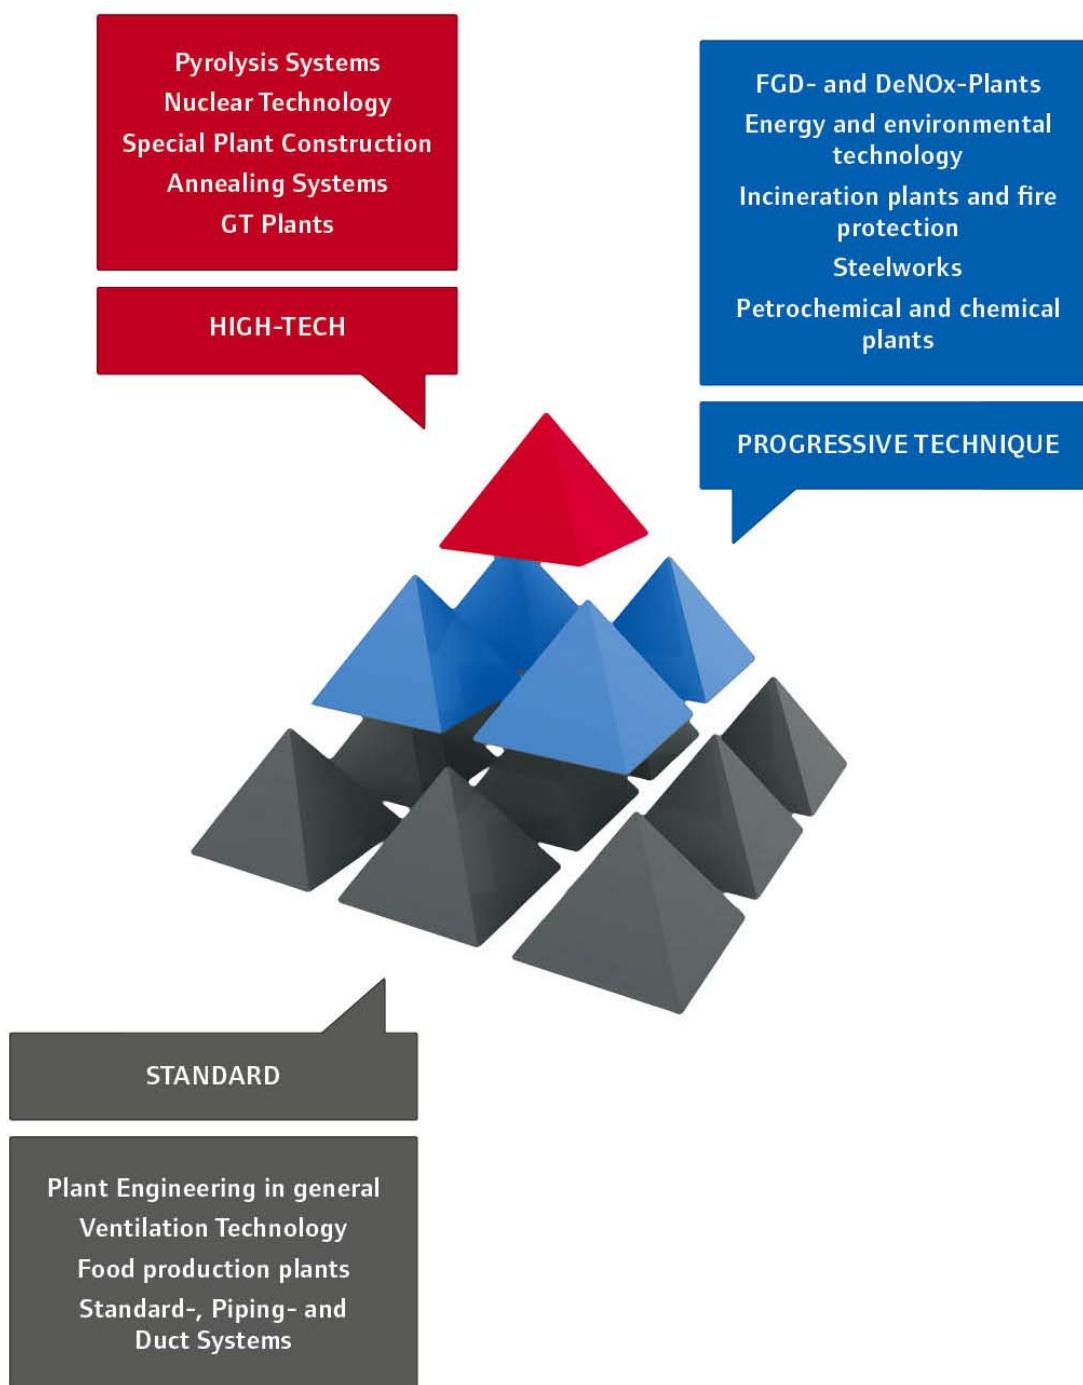 Pyrolysis Systems
Nuclear Technology
Special Plant Construction
Annealing Systems
GT Plants
HIGH-TECH
FGD- and DeNOx-Plants
Energy and environmental
technology
Incineration plants and fire
protection
Steelworks
Petrochemical and chemical
plants
PROGRESSIVE TECHNIQUE
STANDARD
Plant Engineering in general
Ventilation Technology
Food production plants
Standard-, Piping- and
Duct Systems